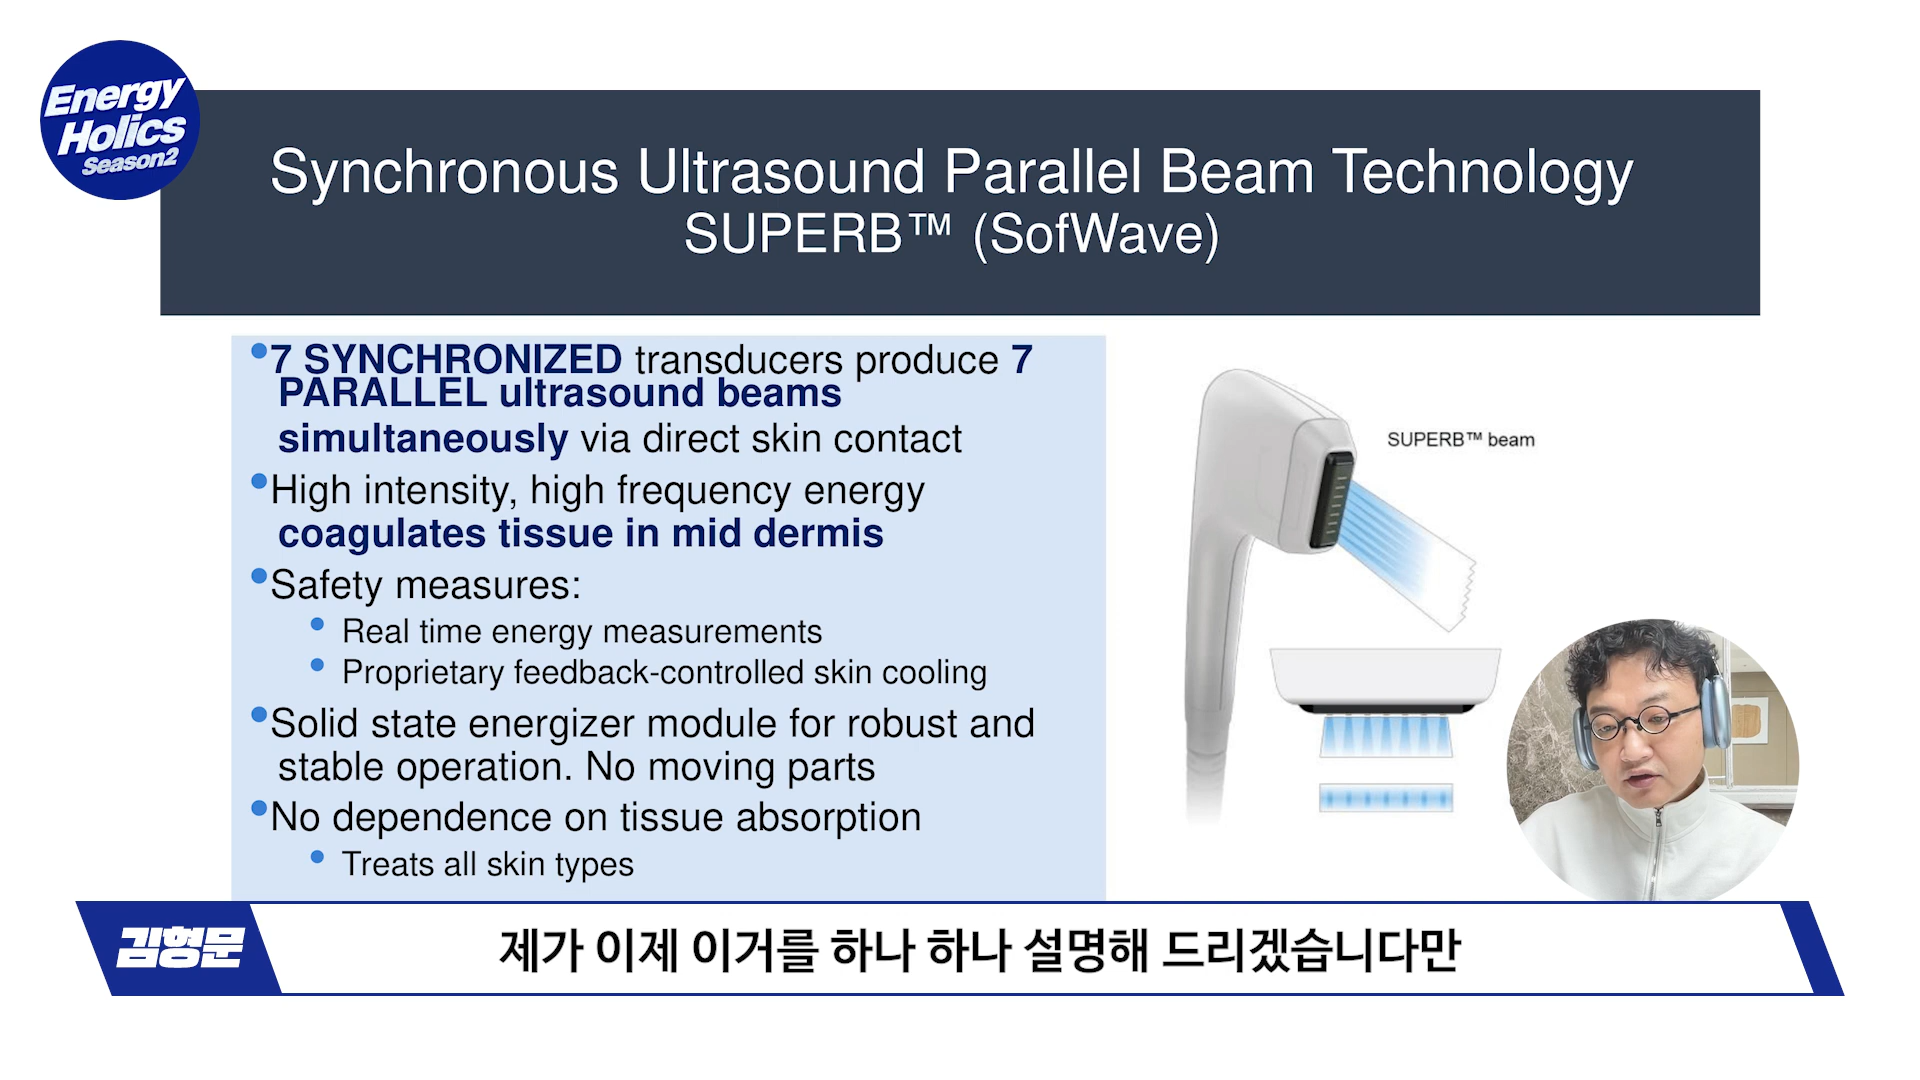 Energy
Holics
Season2
Synchronous Ultrasound Parallel Beam Technology
SUPERB™ (SofWave)
•7 SYNCHRONIZED transducers produce 7
PARALLEL ultrasound beams
simultaneously via direct skin contact
•High intensity, high frequency energy
coagulates tissue in mid dermis
•Safety measures:
• Real time energy measurements
• Proprietary feedback-controlled skin cooling
•Solid state energizer module for robust and
stable operation. No moving parts
•No dependence on tissue absorption
• Treats all skin types
SUPERB™ beam
김형문
제가 이제 이거를 하나 하나 설명해 드리겠습니다만